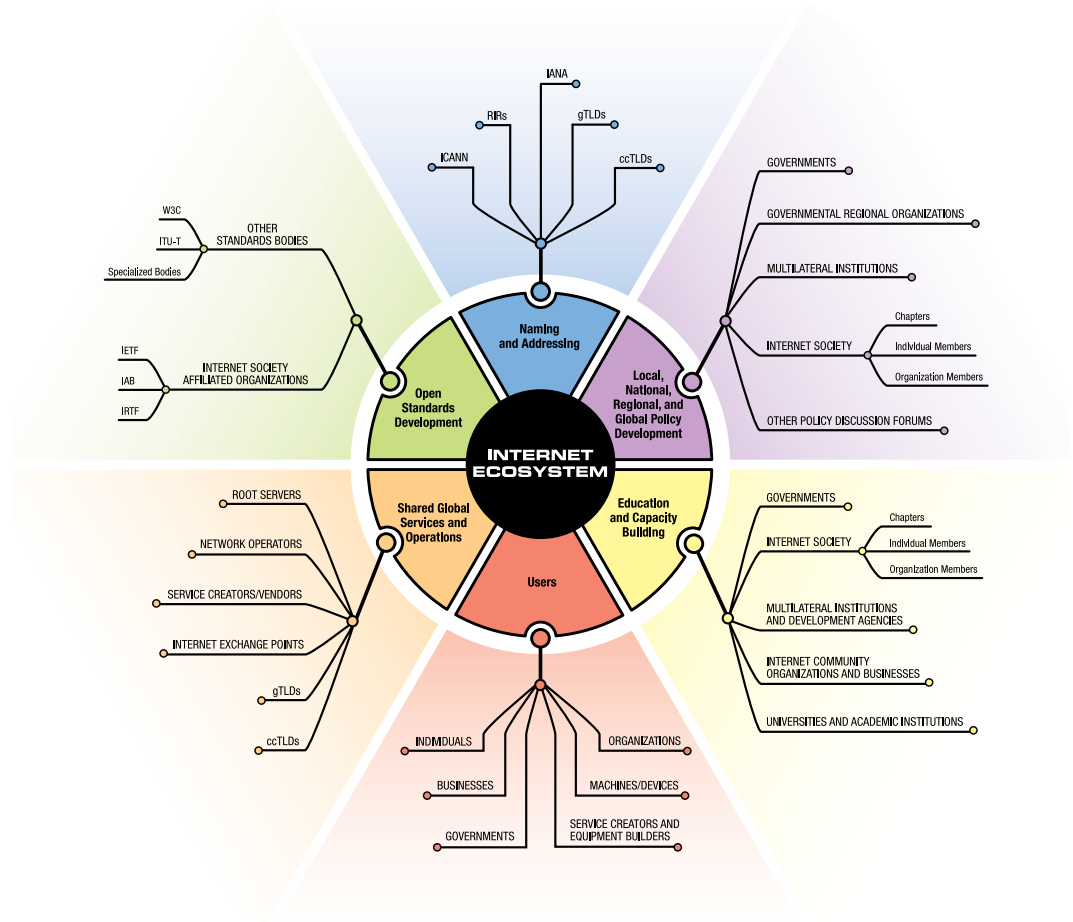 IANA
RIRs
gTLDs
ICANN
ccTLDs
Naming
and Addressing
GOVERNMENTS
GOVERNMENTAL REGIONAL ORGANIZATIONS
MULTILATERAL INSTITUTIONS
INTERNET SOCIETY
Chapters
Individual Members
Organization Members
OTHER POLICY DISCUSSION FORUMS
Local,
National,
Regional, and
Global Policy
Development
W3C
ITU-T
Specialized Bodies
OTHER
STANDARDS BODIES
IETF
IAB
IRTF
INTERNET SOCIETY
AFFILIATED ORGANIZATIONS
Open
Standards
Development
INTERNET
ECOSYSTEM
Shared Global
Services and
Operations
ROOT SERVERS
NETWORK OPERATORS
SERVICE CREATORS/VENDORS
INTERNET EXCHANGE POINTS
gTLDs
ccTLDs
Education
and Capacity
Building
GOVERNMENTS
INTERNET SOCIETY
Chapters
Individual Members
Organization Members
MULTILATERAL INSTITUTIONS
AND DEVELOPMENT AGENCIES
INTERNET COMMUNITY
ORGANIZATIONS AND BUSINESSES
UNIVERSITIES AND ACADEMIC INSTITUTIONS
Users
INDIVIDUALS
BUSINESSES
GOVERNMENTS
ORGANIZATIONS
MACHINES/DEVICES
SERVICE CREATORS AND
EQUIPMENT BUILDERS